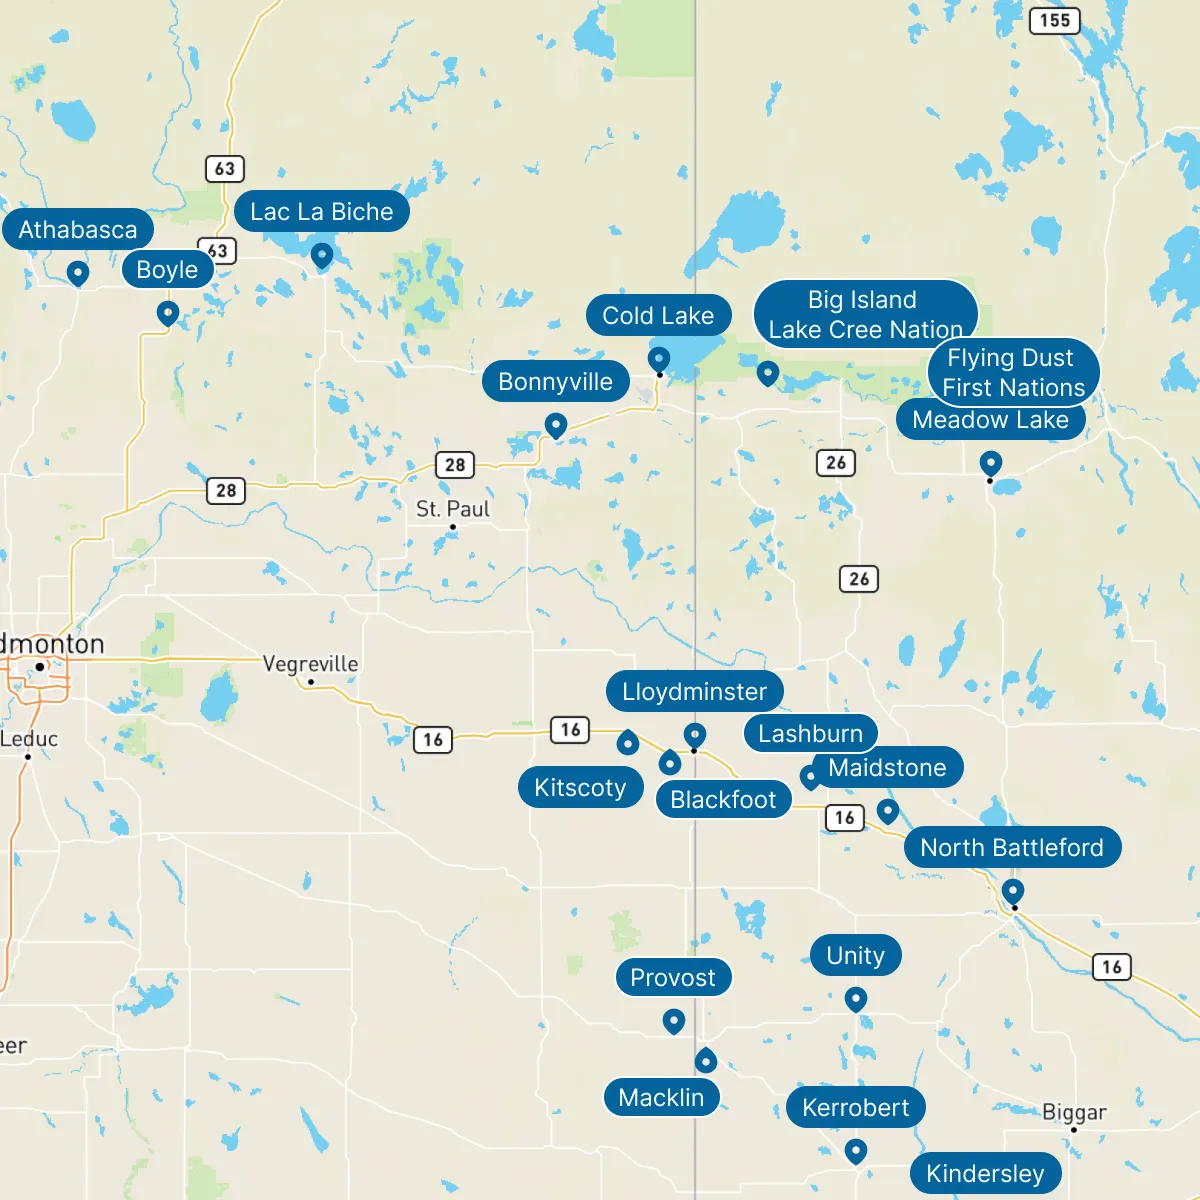 155
63
Lac La Biche
Athabasca
63
Boyle
Big Island
Lake Cree Nation
Cold Lake
Flying Dust
First Nations
Bonnyville
Meadow Lake
28
26
28
St. Paul
26
dmonton
Vegreville
Lloydminster
16
Lashburn
Leduc
16
Maidstone
Kitscoty
Blackfoot
16
North Battleford
Unity
16
Provost
eer
Macklin
Kerrobert
Biggar
Kindersley